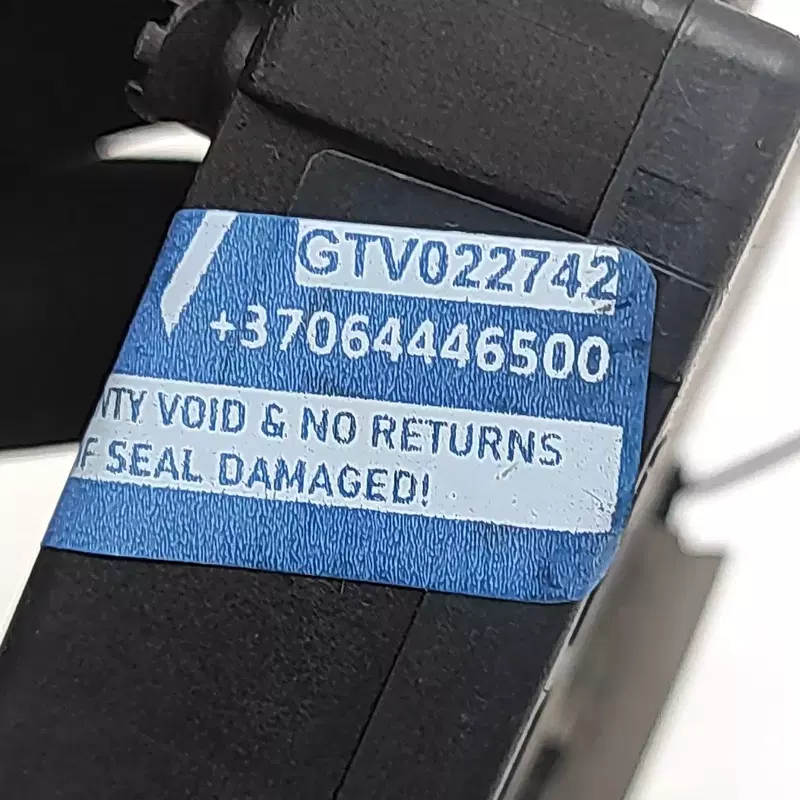 GTV022742
+37064446500
NTY VOID & NO RETURNS
F SEAL DAMAGED!